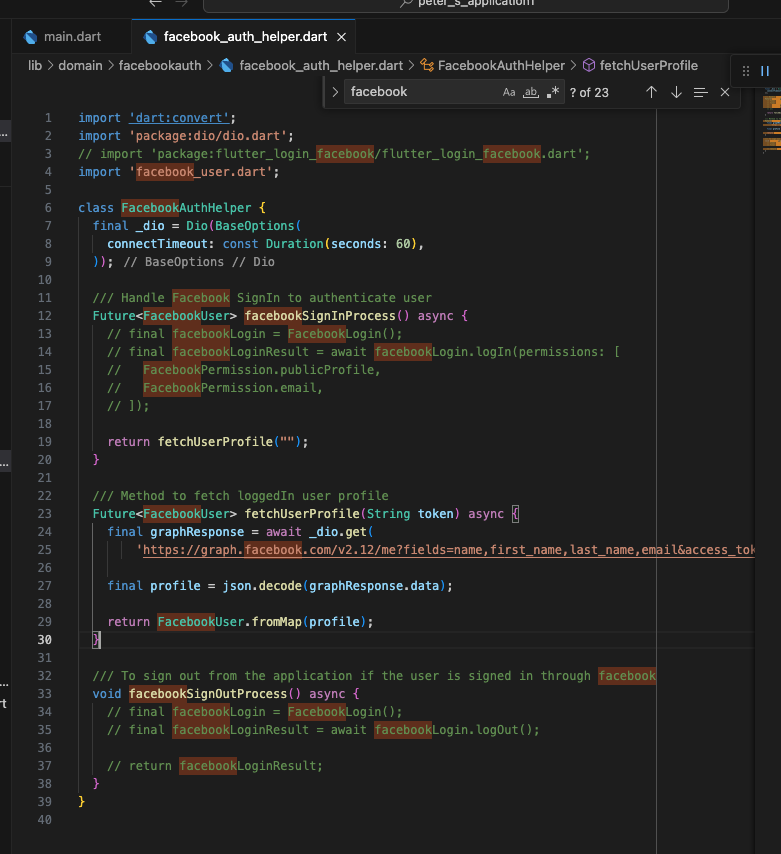 peter_s_application1
main.dart facebook_auth_helper.dart
lib > domain > facebookauth > facebook_auth_helper.dart > FacebookAuthHelper > fetchUserProfile
facebook Aa ab .* ? of 23
1 import 'dart:convert';
2 import 'package:dio/dio.dart';
3 // import 'package:flutter_login_facebook/flutter_login_facebook.dart';
4 import 'facebook_user.dart';
5
6 class FacebookAuthHelper {
7 final _dio = Dio(BaseOptions(
8 connectTimeout: const Duration(seconds: 60),
9 )); // BaseOptions // Dio
10
11 /// Handle Facebook SignIn to authenticate user
12 Future<FacebookUser> facebookSignInProcess() async {
13 // final facebookLogin = FacebookLogin();
14 // final facebookLoginResult = await facebookLogin.logIn(permissions: [
15 // FacebookPermission.publicProfile,
16 // FacebookPermission.email,
17 // ]);
18
19 return fetchUserProfile("");
20 }
21
22 /// Method to fetch loggedIn user profile
23 Future<FacebookUser> fetchUserProfile(String token) async {
24 final graphResponse = await _dio.get(
25 'https://graph.facebook.com/v2.12/me?fields=name,first_name,last_name,email&access_tok
26
27 final profile = json.decode(graphResponse.data);
28
29 return FacebookUser.fromMap(profile);
30 }
31
32 /// To sign out from the application if the user is signed in through facebook
33 void facebookSignOutProcess() async {
34 // final facebookLogin = FacebookLogin();
35 // final facebookLoginResult = await facebookLogin.logOut();
36
37 // return facebookLoginResult;
38 }
39 }
40